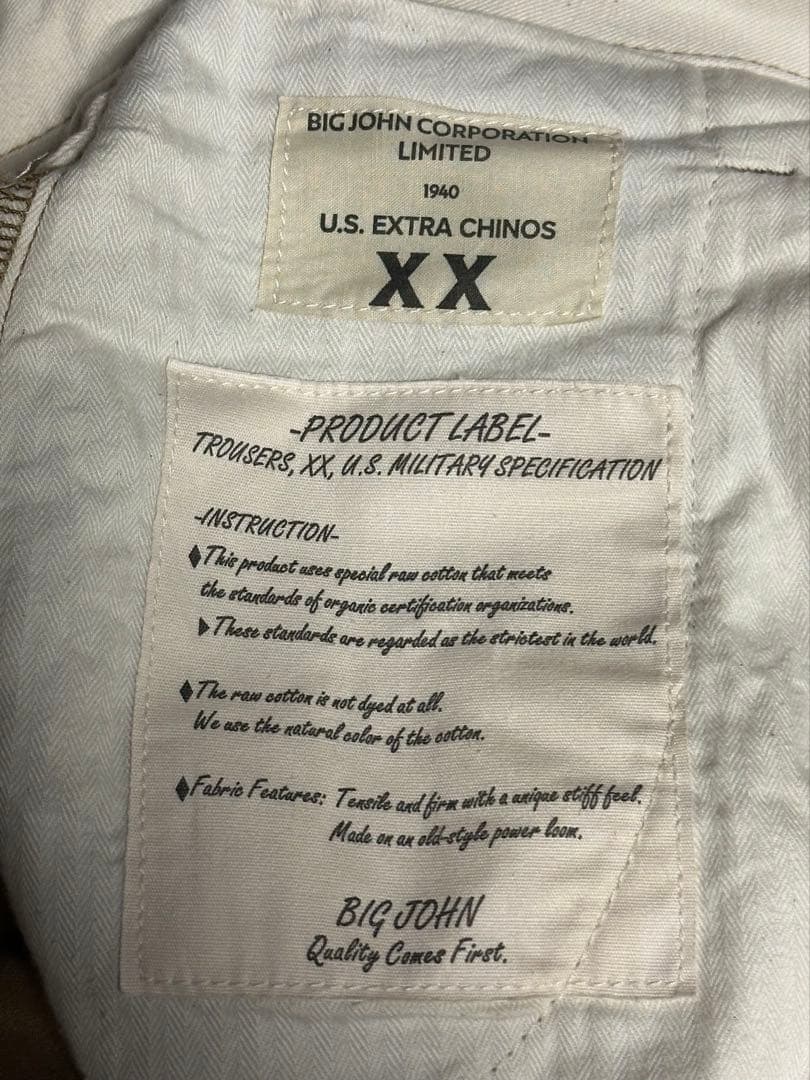 BIG JOHN CORPORATION
LIMITED
1940
U.S. EXTRA CHINOS
XX
-PRODUCT LABEL-
TROUSERS, XX, U.S. MILITARY SPECIFICATION
-INSTRUCTION-
♦This product uses special raw cotton that meets
the standards of organic certification organizations.
▶These standards are regarded as the strictest in the world.
♦The raw cotton is not dyed at all.
We use the natural color of the cotton.
♦Fabric Features: Tensile and firm with a unique stiff feel.
Made on an old-style power loom.
BIG JOHN
Quality Comes First.